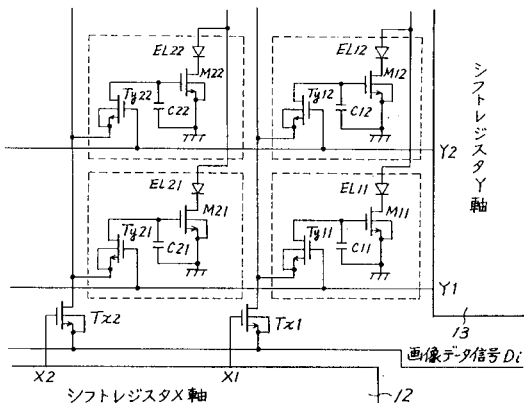 EL22
EL12
M22
M12
Ty22
C22
Ty12
C12
Y2
シフトレジスタY軸
EL21
EL11
M21
M11
Ty21
C21
Ty11
C11
Y1
Tx2
Tx1
13
画像データ信号 Di
X2
X1
シフトレジスタX軸
12